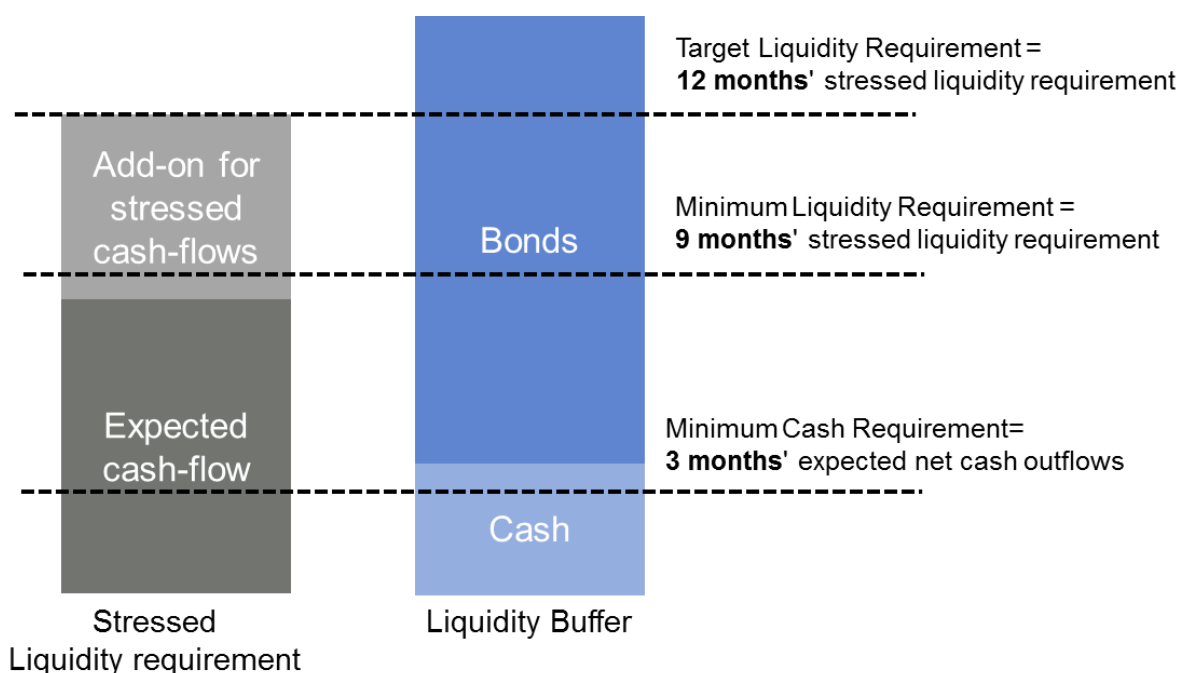 Target Liquidity Requirement =
12 months' stressed liquidity requirement
Add-on for
stressed
cash-flows
Bonds
Minimum Liquidity Requirement =
9 months' stressed liquidity requirement
Expected
cash-flow
Minimum Cash Requirement=
3 months' expected net cash outflows
Cash
Stressed
Liquidity requirement
Liquidity Buffer